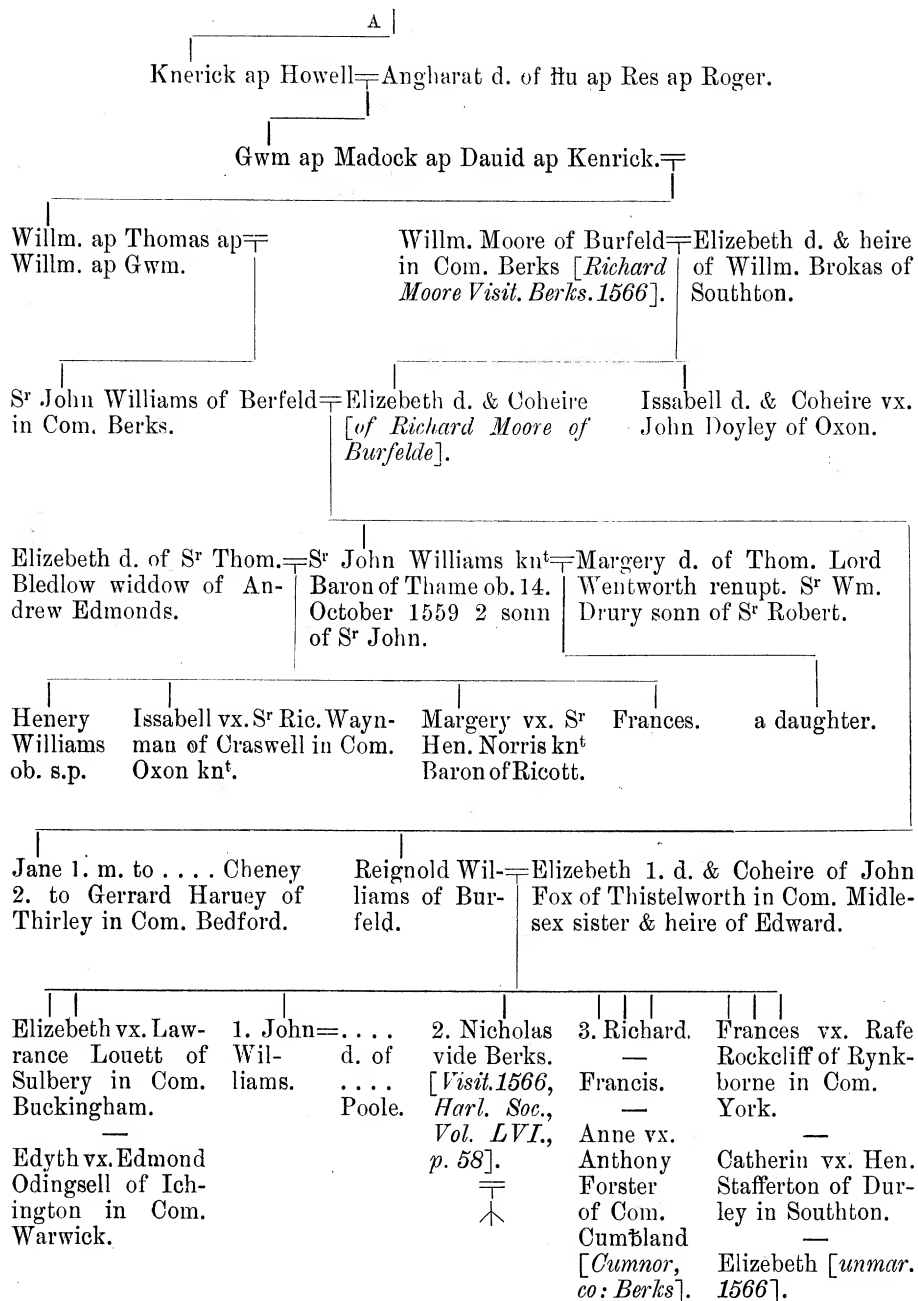 A
Knerick ap Howell Angharat d. of Hu ap Res ap Roger.
Gwm ap Madock ap Dauid ap Kenrick.
Willm. ap Thomas ap
Willm. ap Gwm.
Willm. Moore of Burfeld
in Com. Berks [Richard
Moore Visit. Berks. 1566].
Elizebeth d. & heire
of Willm. Brokas of
Southton.
Sr John Williams of Berfeld
in Com. Berks.
Elizebeth d. & Coheire
[of Richard Moore of
Burfelde].
Issabell d. & Coheire vx.
John Doyley of Oxon.
Elizebeth d. of Sr Thom.
Bledlow widdow of An-
drew Edmonds.
Sr John Williams knt
Baron of Thame ob. 14.
October 1559 2 sonn
of Sr John.
Margery d. of Thom. Lord
Wentworth renupt. Sr Wm.
Drury sonn of Sr Robert.
Henery
Williams
ob. s.p.
Issabell vx. Sr Ric. Wayn-
man of Craswell in Com.
Oxon knt.
Margery vx. Sr
Hen. Norris knt
Baron of Ricott.
Frances.
a daughter.
Jane 1. m. to . . . . Cheney
2. to Gerrard Haruey of
Thirley in Com. Bedford.
Reignold Wil-
liams of Bur-
feld.
Elizebeth 1. d. & Coheire of John
Fox of Thistelworth in Com. Midle-
sex sister & heire of Edward.
Elizebeth vx. Law-
rance Louett of
Sulbery in Com.
Buckingham.
—
Edyth vx. Edmond
Odingsell of Ich-
ington in Com.
Warwick.
1. John=. . . .
Wil- d. of
liams. . . . .
Poole.
2. Nicholas
vide Berks.
[Visit. 1566,
Harl. Soc.,
Vol. LVI.,
p. 58].
3. Richard.
—
Francis.
—
Anne vx.
Anthony
Forster
of Com.
Cumƀland
[Cumnor,
co: Berks].
Frances vx. Rafe
Rockcliff of Rynk-
borne in Com.
York.
—
Catherin vx. Hen.
Stafferton of Dur-
ley in Southton.
—
Elizebeth [unmar.
1566].